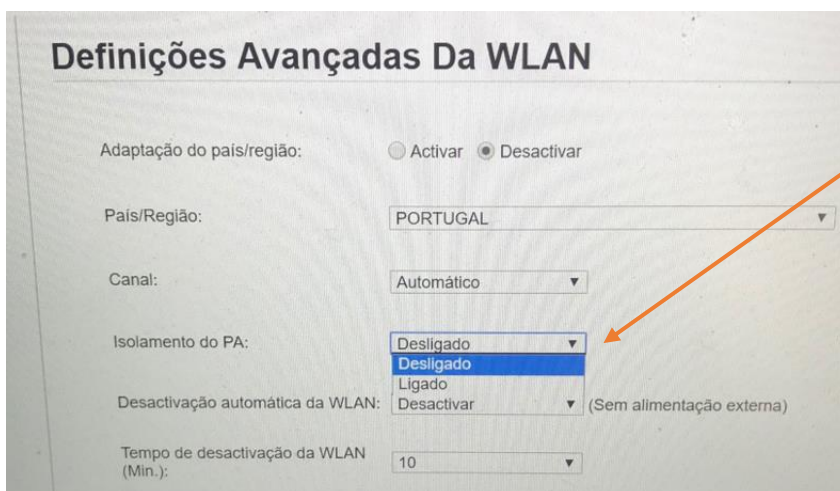 Definições Avançadas Da WLAN
Adaptação do país/região: Activar Desactivar
País/Região: PORTUGAL
Canal: Automático
Isolamento do PA: Desligado
Desligado
Ligado
Desactivação automática da WLAN: Desactivar (Sem alimentação externa)
Tempo de desactivação da WLAN
(Min.): 10